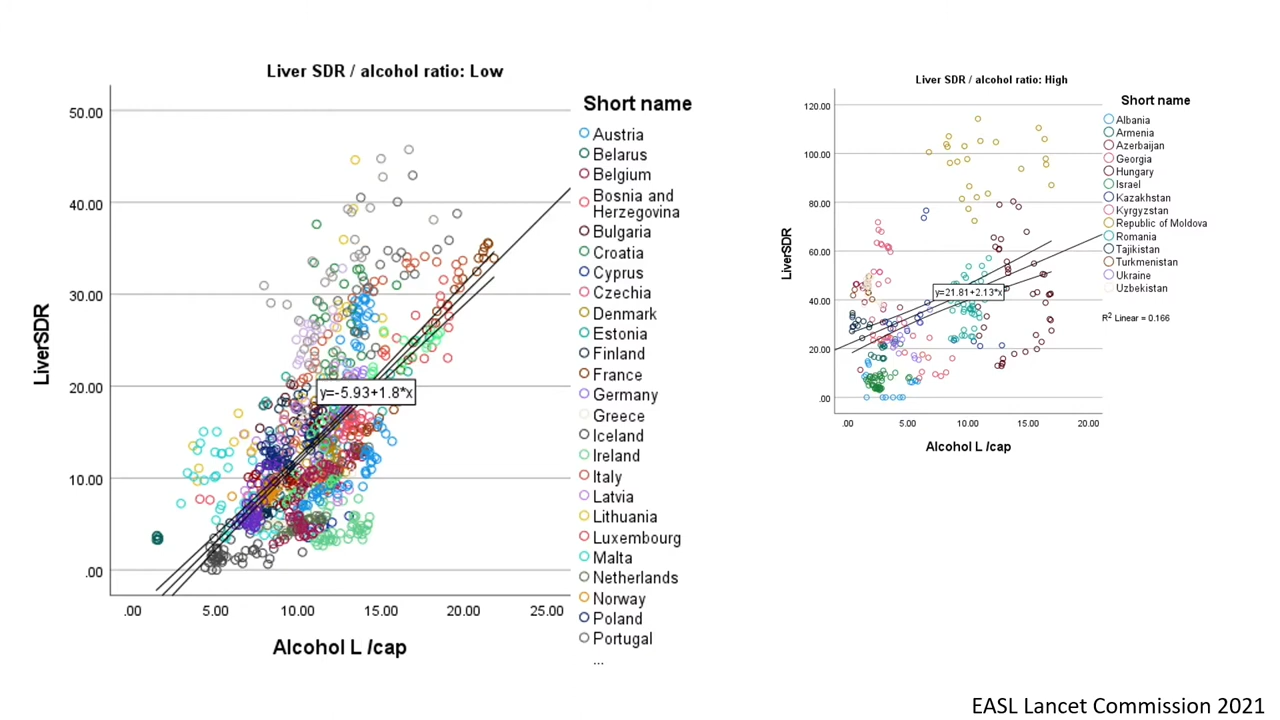 Liver SDR / alcohol ratio: Low
50.00
40.00
30.00
20.00
10.00
.00
LiverSDR
y=-5.93+1.8*x
.00 5.00 10.00 15.00 20.00 25.00
Alcohol L /cap
Short name
Austria
Belarus
Belgium
Bosnia and
Herzegovina
Bulgaria
Croatia
Cyprus
Czechia
Denmark
Estonia
Finland
France
Germany
Greece
Iceland
Ireland
Italy
Latvia
Lithuania
Luxembourg
Malta
Netherlands
Norway
Poland
Portugal
...
Liver SDR / alcohol ratio: High
120.00
100.00
80.00
60.00
40.00
20.00
.00
LiverSDR
y=21.81+2.13*x
.00 5.00 10.00 15.00 20.00
Alcohol L /cap
Short name
Albania
Armenia
Azerbaijan
Georgia
Hungary
Israel
Kazakhstan
Kyrgyzstan
Republic of Moldova
Romania
Tajikistan
Turkmenistan
Ukraine
Uzbekistan
R2 Linear = 0.166
EASL Lancet Commission 2021